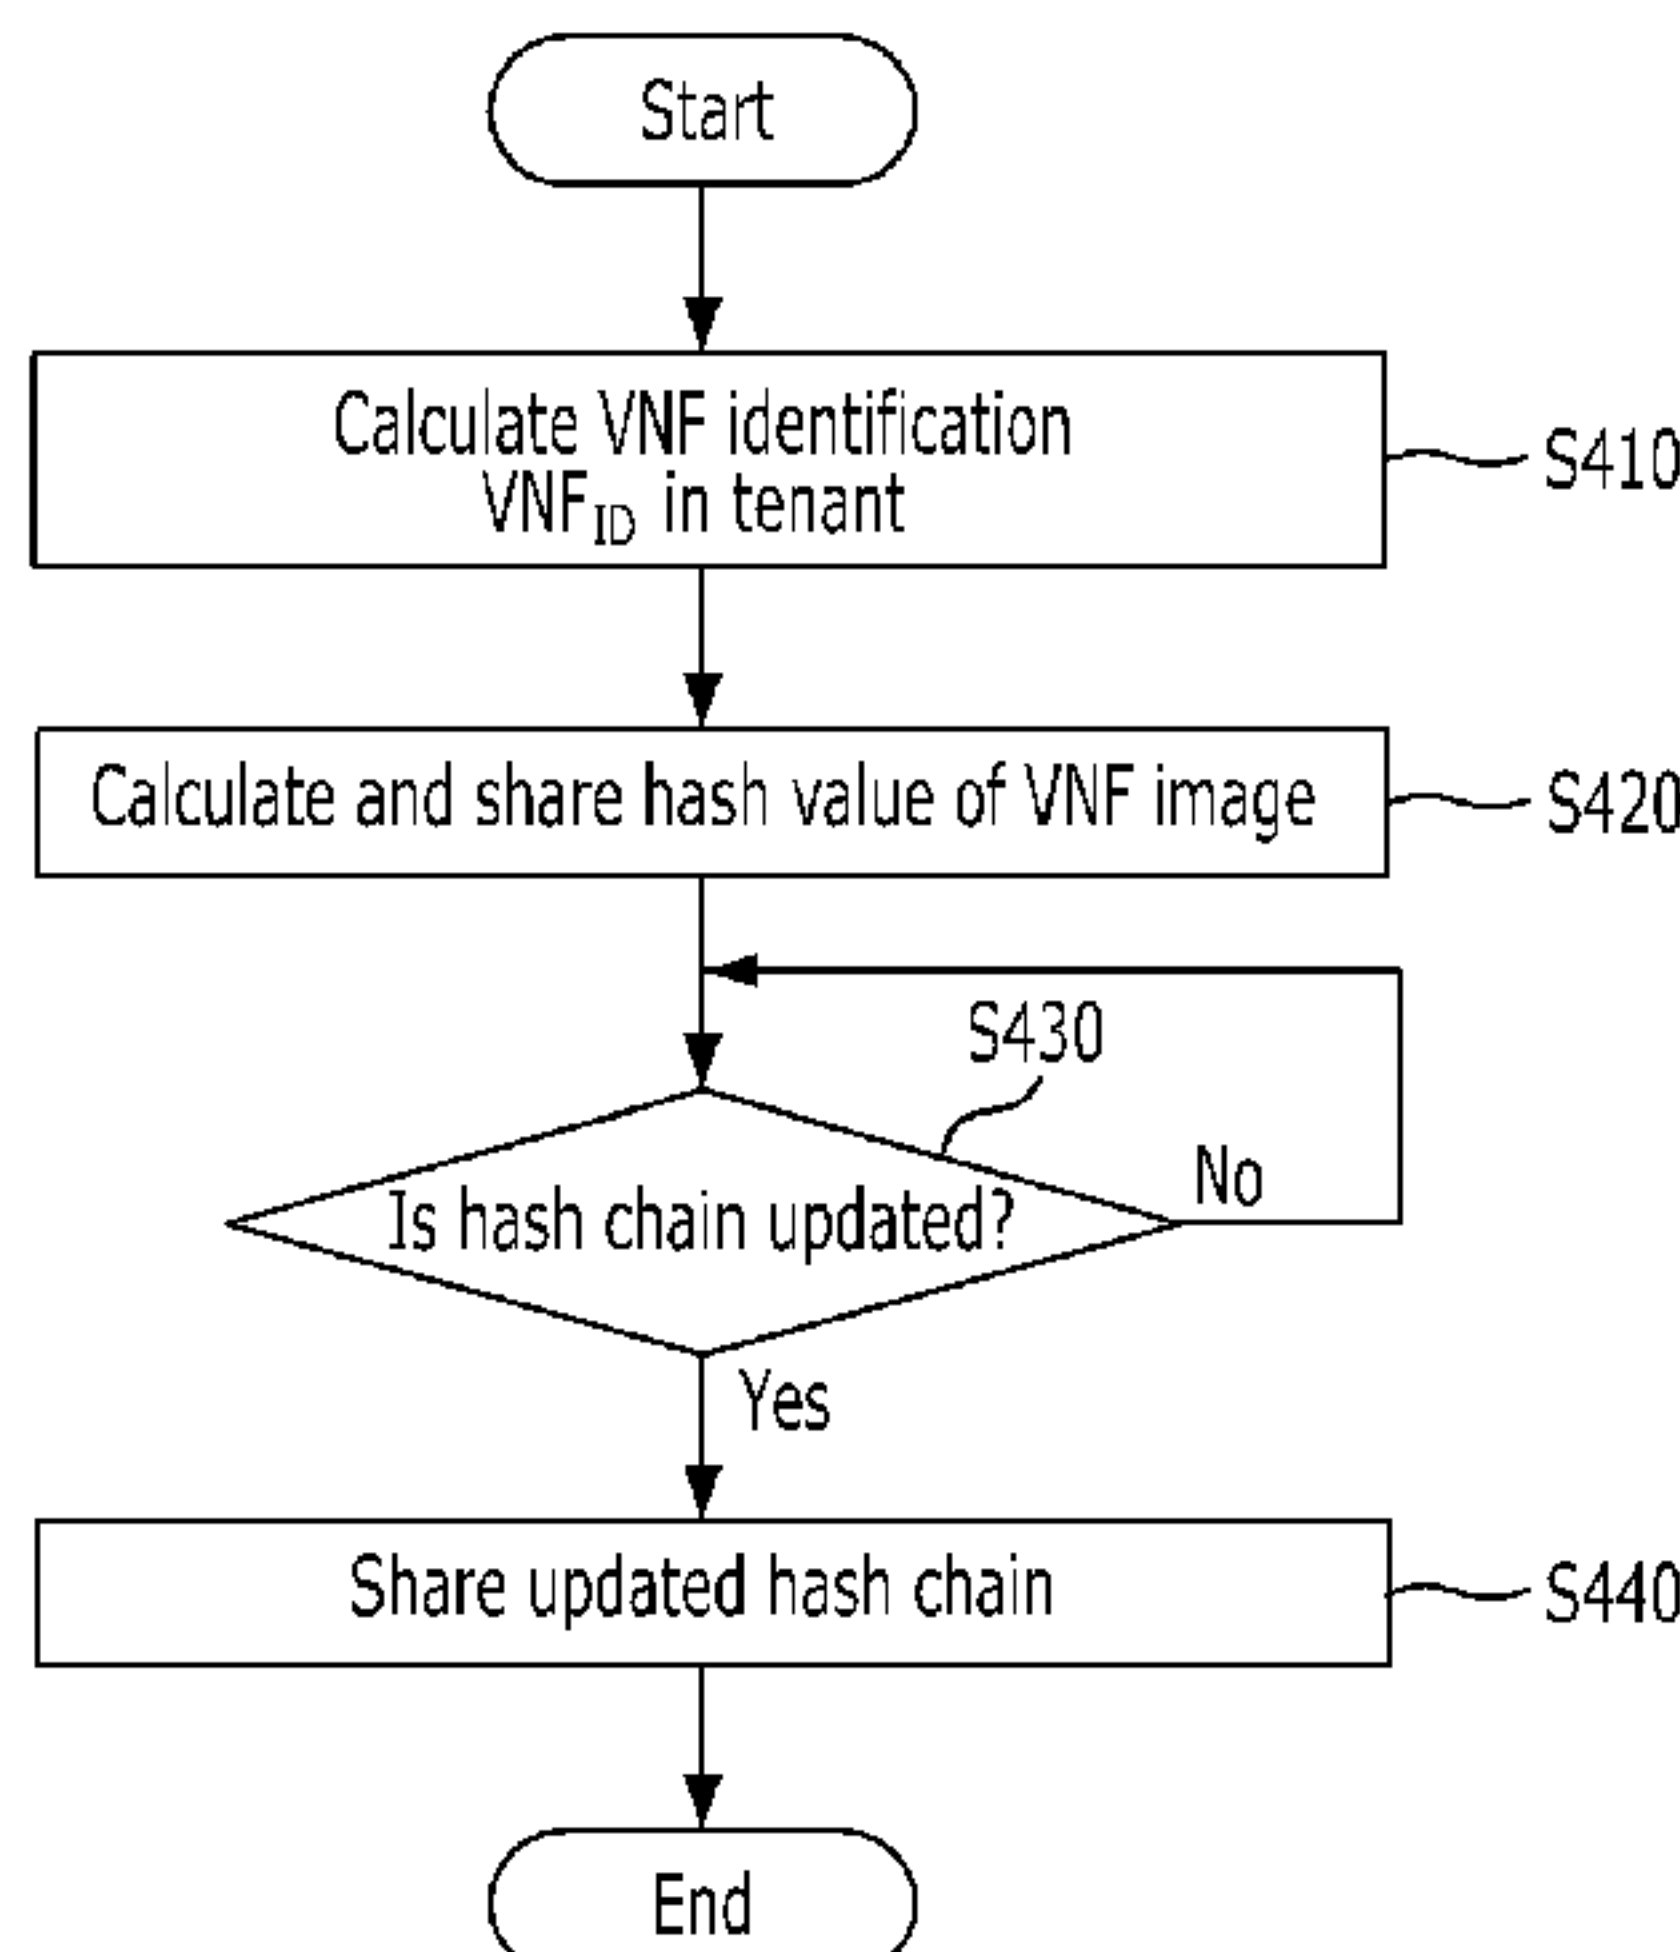 Start
Calculate VNF identification
VNF_ID in tenant
S410
Calculate and share hash value of VNF image
S420
S430
Is hash chain updated?
No
Yes
Share updated hash chain
S440
End